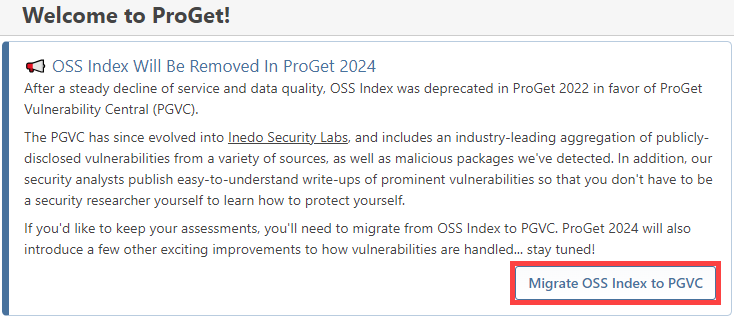 Welcome to ProGet!
OSS Index Will Be Removed In ProGet 2024
After a steady decline of service and data quality, OSS Index was deprecated in ProGet 2022 in favor of ProGet
Vulnerability Central (PGVC).
The PGVC has since evolved into Inedo Security Labs, and includes an industry-leading aggregation of publicly-
disclosed vulnerabilities from a variety of sources, as well as malicious packages we've detected. In addition, our
security analysts publish easy-to-understand write-ups of prominent vulnerabilities so that you don't have to be
a security researcher yourself to learn how to protect yourself.
If you'd like to keep your assessments, you'll need to migrate from OSS Index to PGVC. ProGet 2024 will also
introduce a few other exciting improvements to how vulnerabilities are handled... stay tuned!
Migrate OSS Index to PGVC